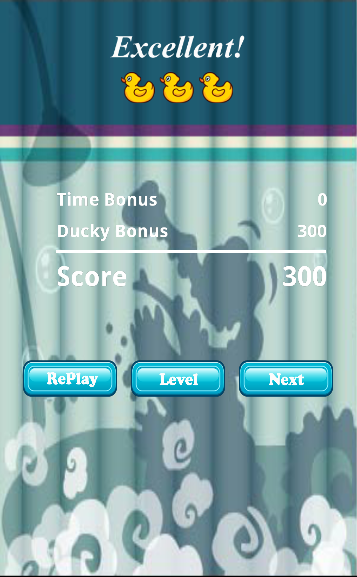 Excellent!
Time Bonus 0
Ducky Bonus 300
Score 300
RePlay Level Next